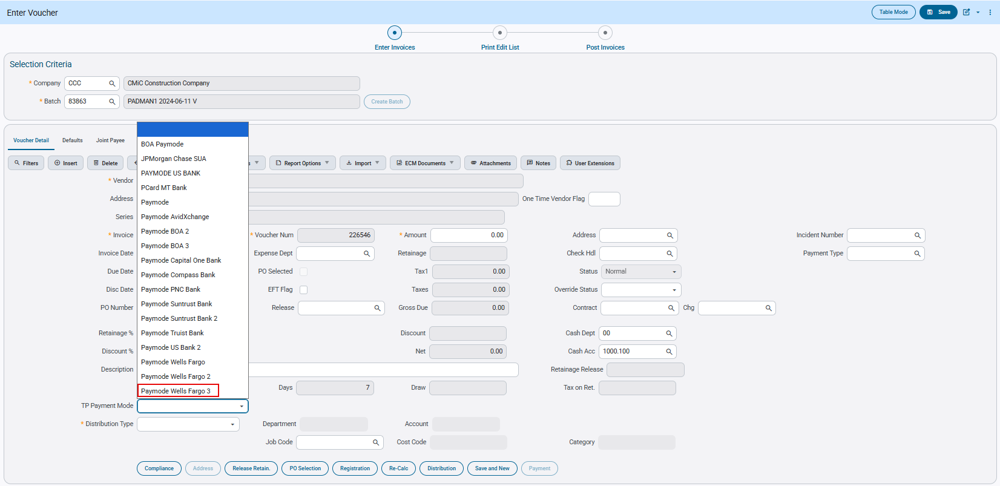 Enter Voucher
Table Mode
Save
Enter Invoices
Print Edit List
Post Invoices
Selection Criteria
* Company CCC CMiC Construction Company
* Batch 83863 PADMAN1 2024-06-11 V Create Batch
Voucher Detail Defaults Joint Payee
Filters Insert Delete s Report Options Import ECM Documents Attachments Notes User Extensions
BOA Paymode
JPMorgan Chase SUA
PAYMODE US BANK
PCard MT Bank
Paymode
Paymode AvidXchange
Paymode BOA 2
Paymode BOA 3
Paymode Capital One Bank
Paymode Compass Bank
Paymode PNC Bank
Paymode Suntrust Bank
Paymode Suntrust Bank 2
Paymode Truist Bank
Paymode US Bank 2
Paymode Wells Fargo
Paymode Wells Fargo 2
Paymode Wells Fargo 3
* Vendor
Address One Time Vendor Flag
Series
* Invoice * Voucher Num 226546 * Amount 0.00 Address Incident Number
Invoice Date Expense Dept Retainage Check Hdl Payment Type
Due Date PO Selected Tax1 0.00 Status Normal
Disc Date EFT Flag Taxes 0.00 Override Status
PO Number Release Gross Due 0.00 Contract Chg
Retainage % Discount Cash Dept 00
Discount % Net 0.00 Cash Acc 1000.100
Description Retainage Release
Days 7 Draw Tax on Ret.
TP Payment Mode
* Distribution Type Department Account
Job Code Cost Code Category
Compliance Address Release Retain. PO Selection Registration Re-Calc Distribution Save and New Payment